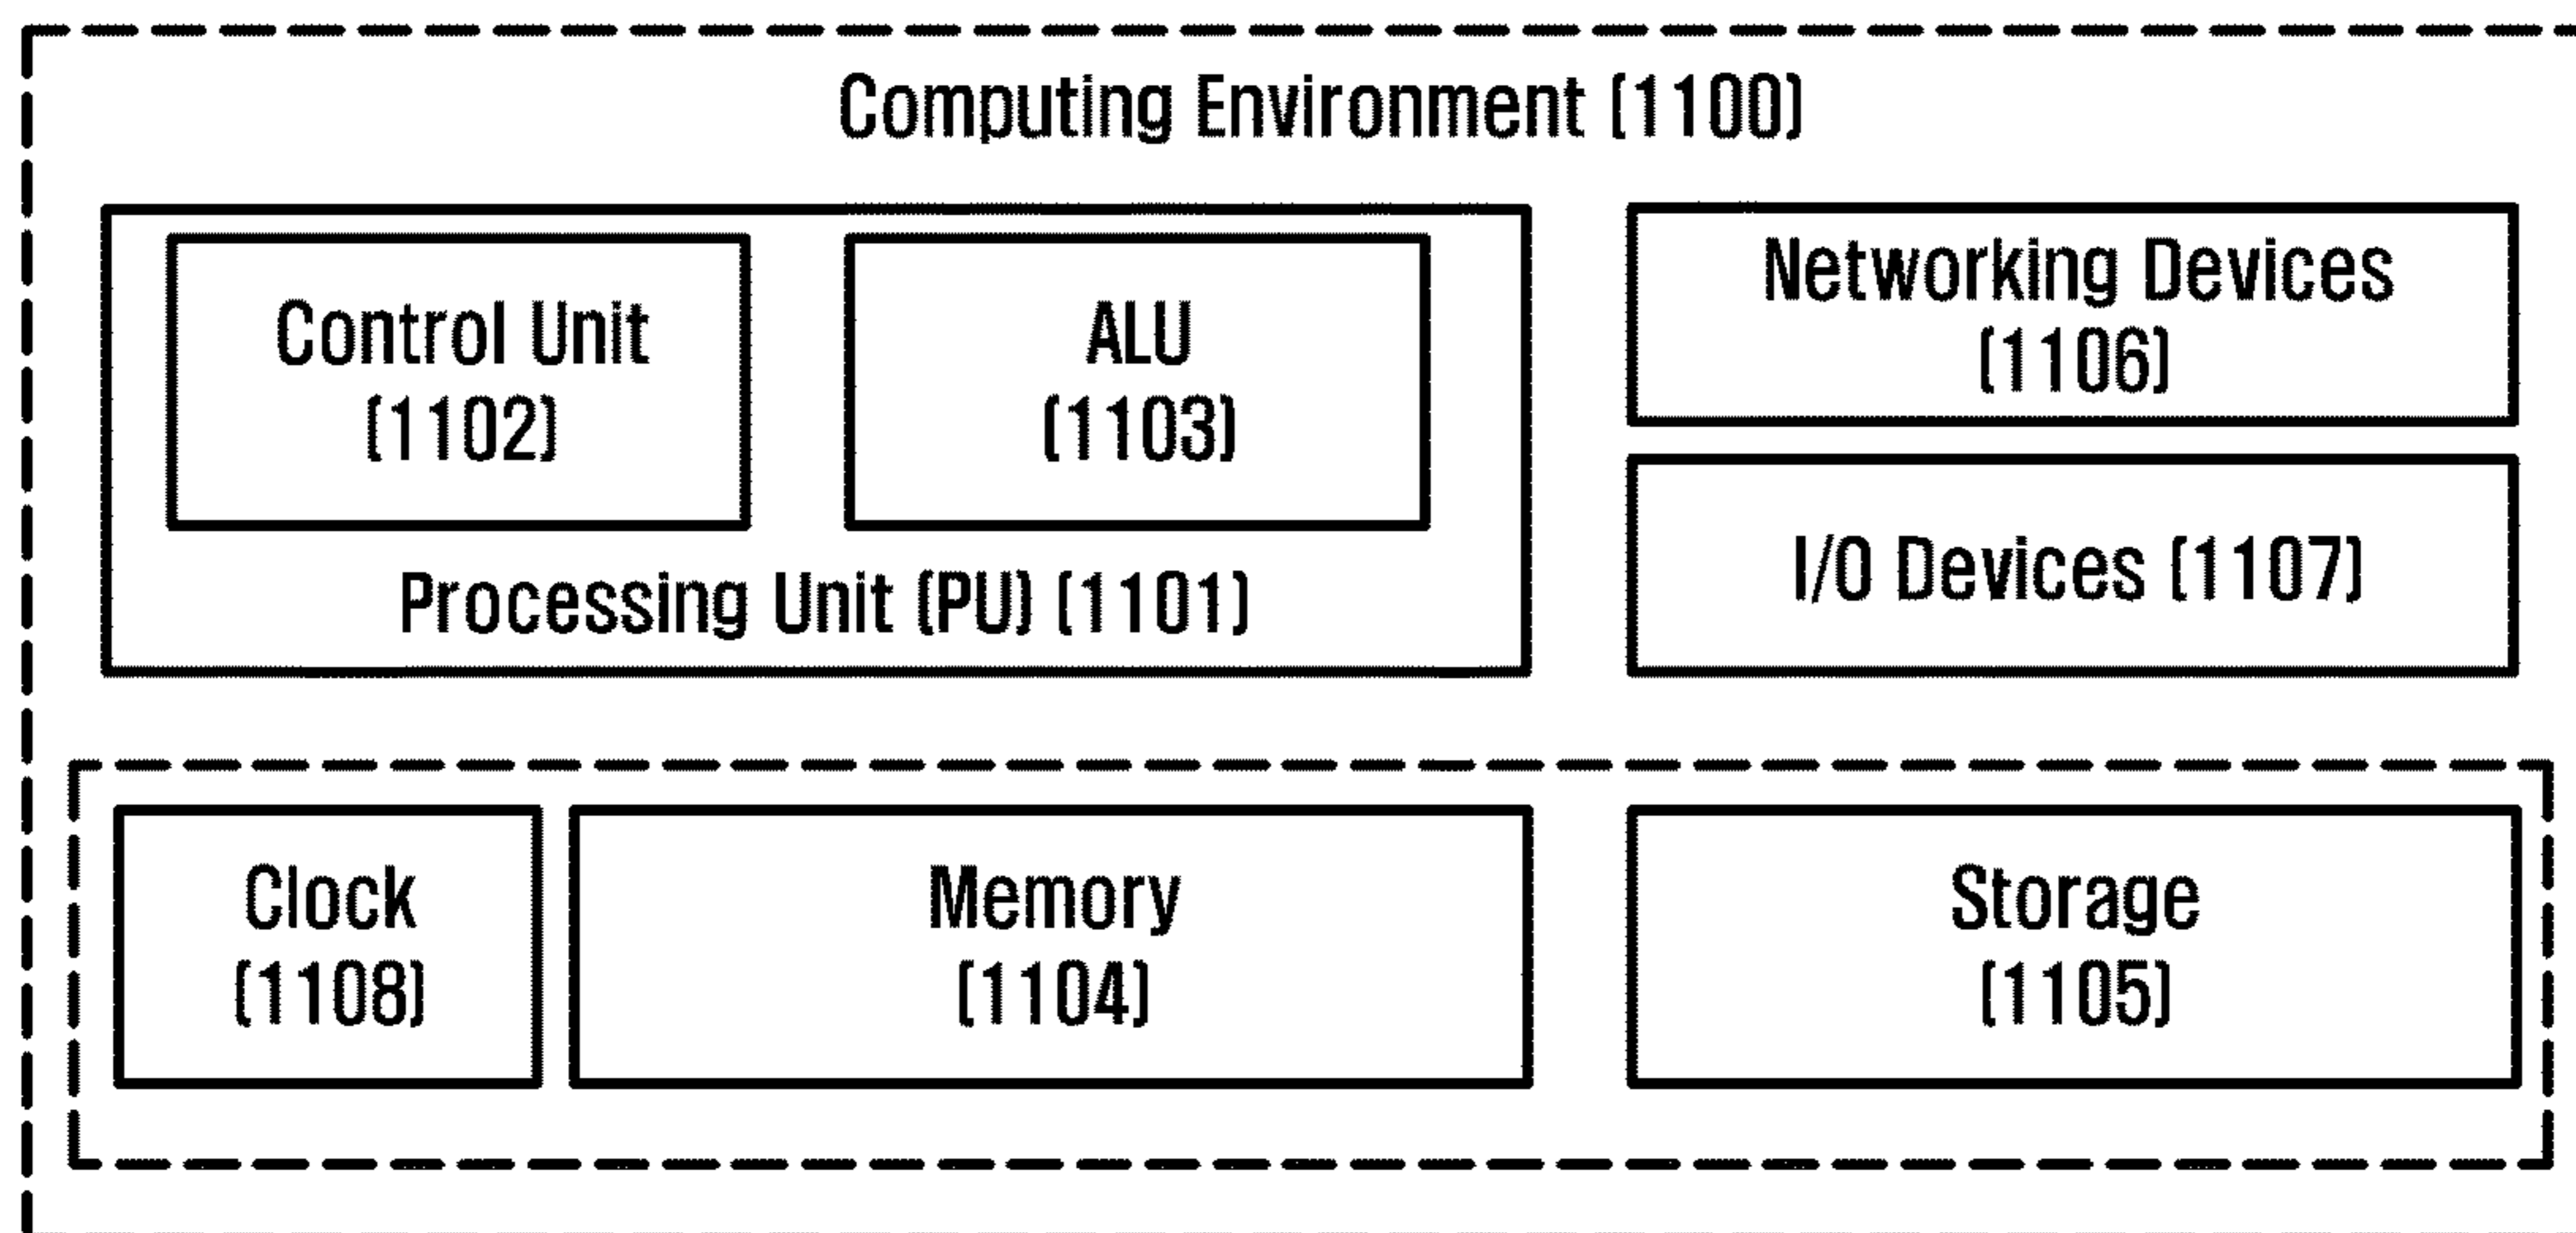 Computing Environment (1100)
Control Unit
(1102)
ALU
(1103)
Processing Unit (PU) (1101)
Networking Devices
(1106)
I/O Devices (1107)
Clock
(1108)
Memory
(1104)
Storage
(1105)